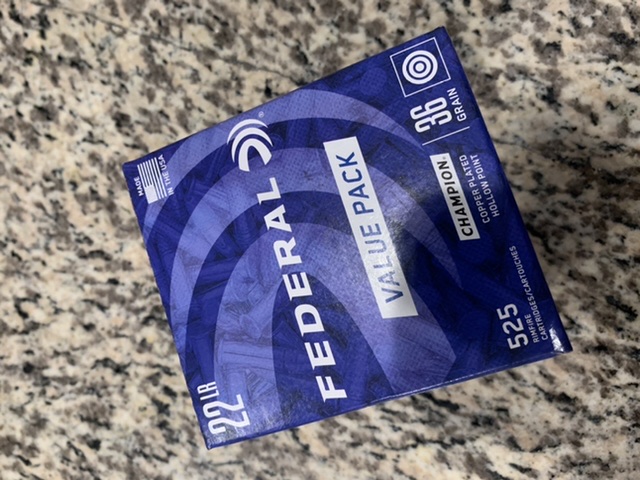 MADE
IN THE USA
FEDERAL®
36
GRAIN
VALUE PACK
CHAMPION™
COPPER PLATED
HOLLOW POINT
22 LR
525
RIMFIRE
CARTRIDGES/CARTOUCHES